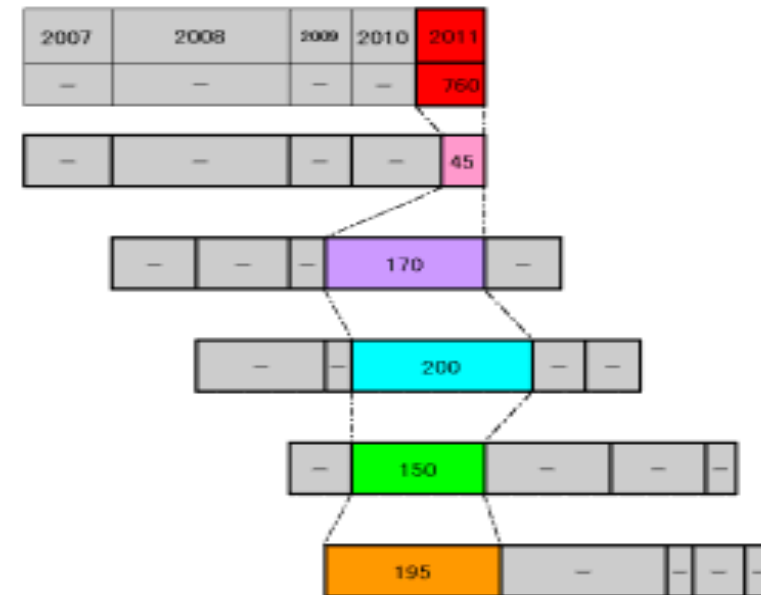 2007 2008 2009 2010 2011
— — — — 760
— — — — 45
— — — 170 —
— — 200 — —
— 150 — — —
195 — — — —